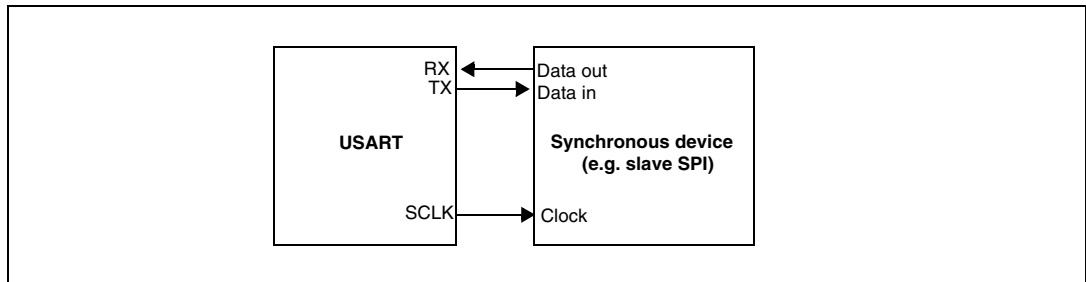 RX Data out
TX Data in
USART Synchronous device
(e.g. slave SPI)
SCLK Clock